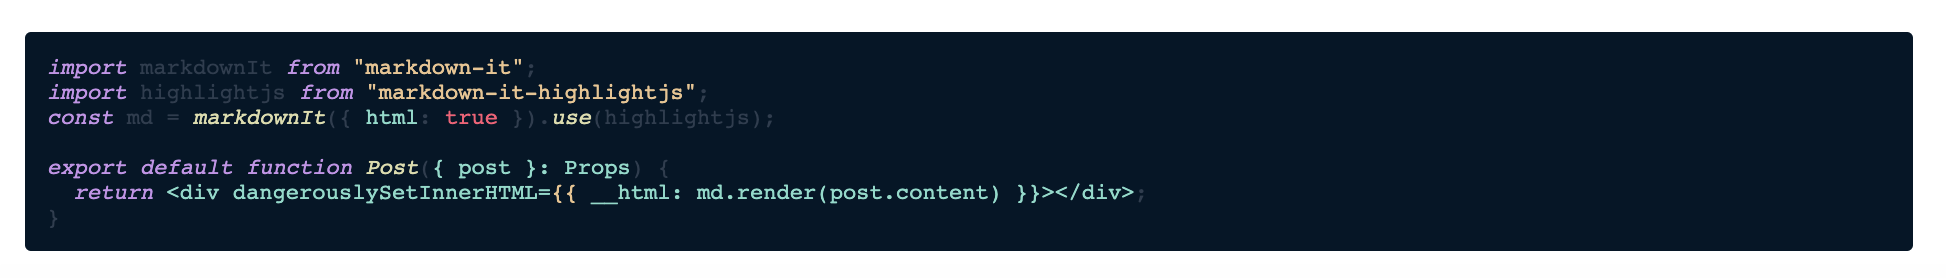 import markdownIt from "markdown-it";
import highlightjs from "markdown-it-highlightjs";
const md = markdownIt({ html: true }).use(highlightjs);

export default function Post({ post }: Props) {
  return <div dangerouslySetInnerHTML={{ __html: md.render(post.content) }}></div>;
}